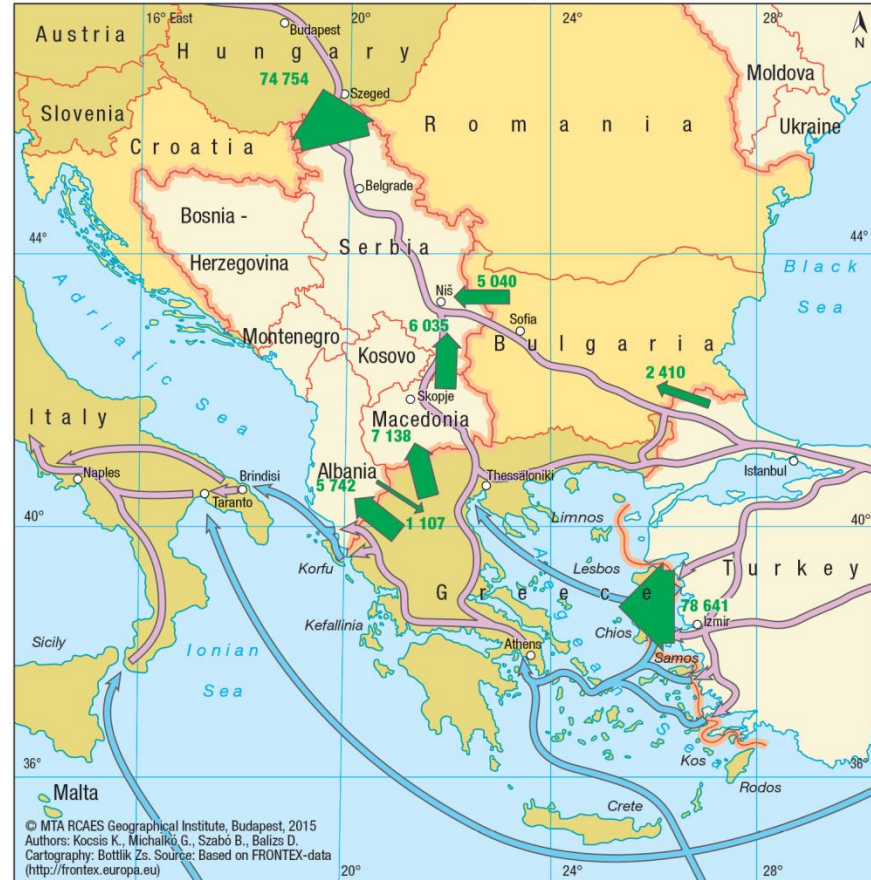 16° East
20°
24°
28°
N
Austria
Budapest
Hungary
74 754
Szeged
Moldova
Slovenia
Croatia
Romania
Ukraine
Belgrade
Bosnia -
Herzegovina
Serbia
44°
44°
Black
Sea
Adriatic
Sea
Niš
5 040
6 035
Sofia
Montenegro
Kosovo
Bulgaria
2 410
Skopje
Italy
Macedonia
7 138
Naples
Brindisi
Taranto
Albania
5 742
Thessaloniki
Istanbul
1 107
40°
40°
Limnos
Korfu
Lesbos
Turkey
Greece
78 641
Izmir
Kefallinia
Chios
Aegean
Sea
Sicily
Ionian
Sea
Athens
Samos
Kos
Rodos
36°
36°
Malta
Crete
© MTA RCAES Geographical Institute, Budapest, 2015
Authors: Kocsis K., Michalkó G., Szabó B., Balizs D.
Cartography: Bottlik Zs. Source: Based on FRONTEX-data
(http://frontex.europa.eu)
20°
24°
28°